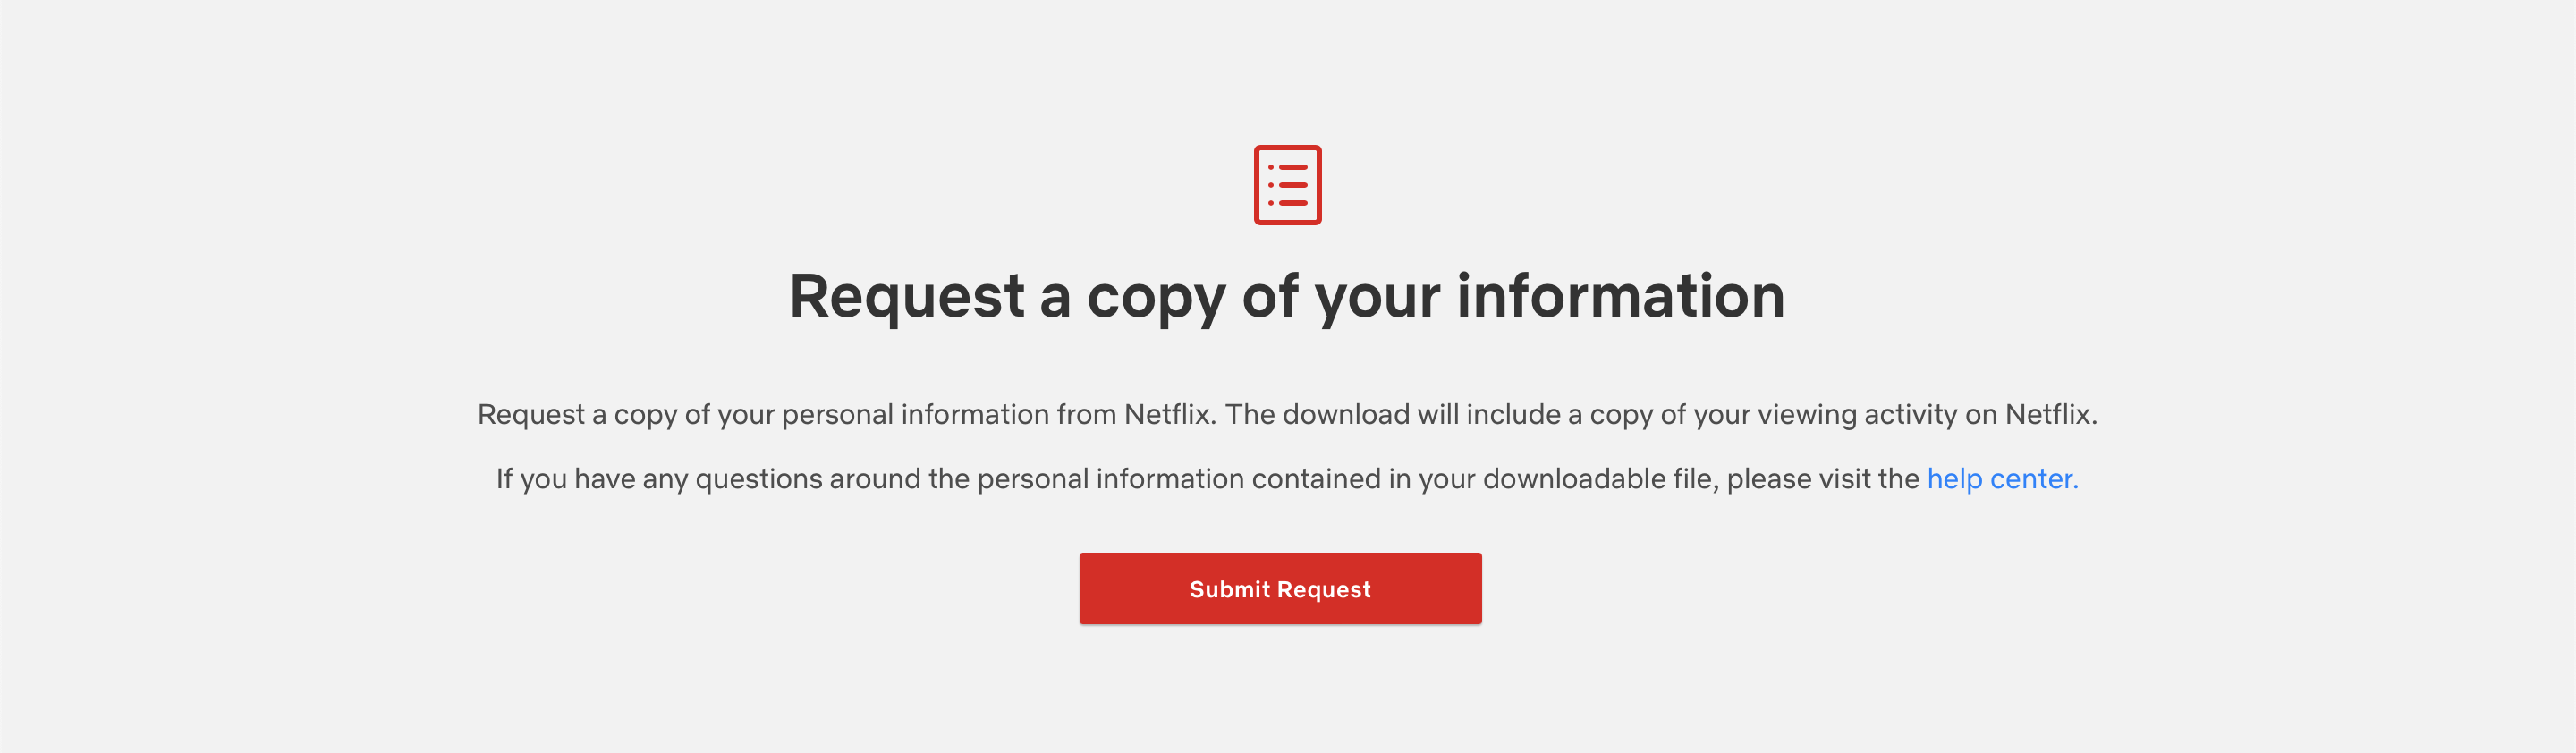 Request a copy of your information
Request a copy of your personal information from Netflix. The download will include a copy of your viewing activity on Netflix.
If you have any questions around the personal information contained in your downloadable file, please visit the help center.
Submit Request